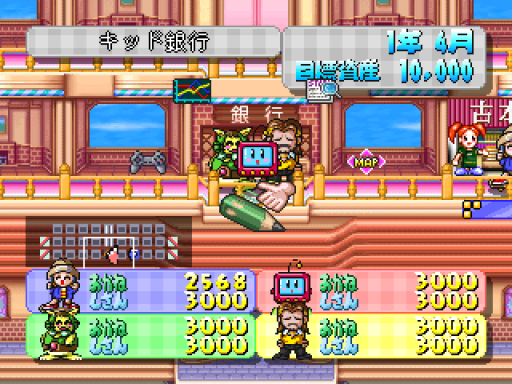 キッド銀行
1年 4月
目標資産 10,000
銀行
MAP
古本
おかね 2568
しさん 3000
おかね 3000
しさん 3000
おかね 3000
しさん 3000
おかね 3000
しさん 3000